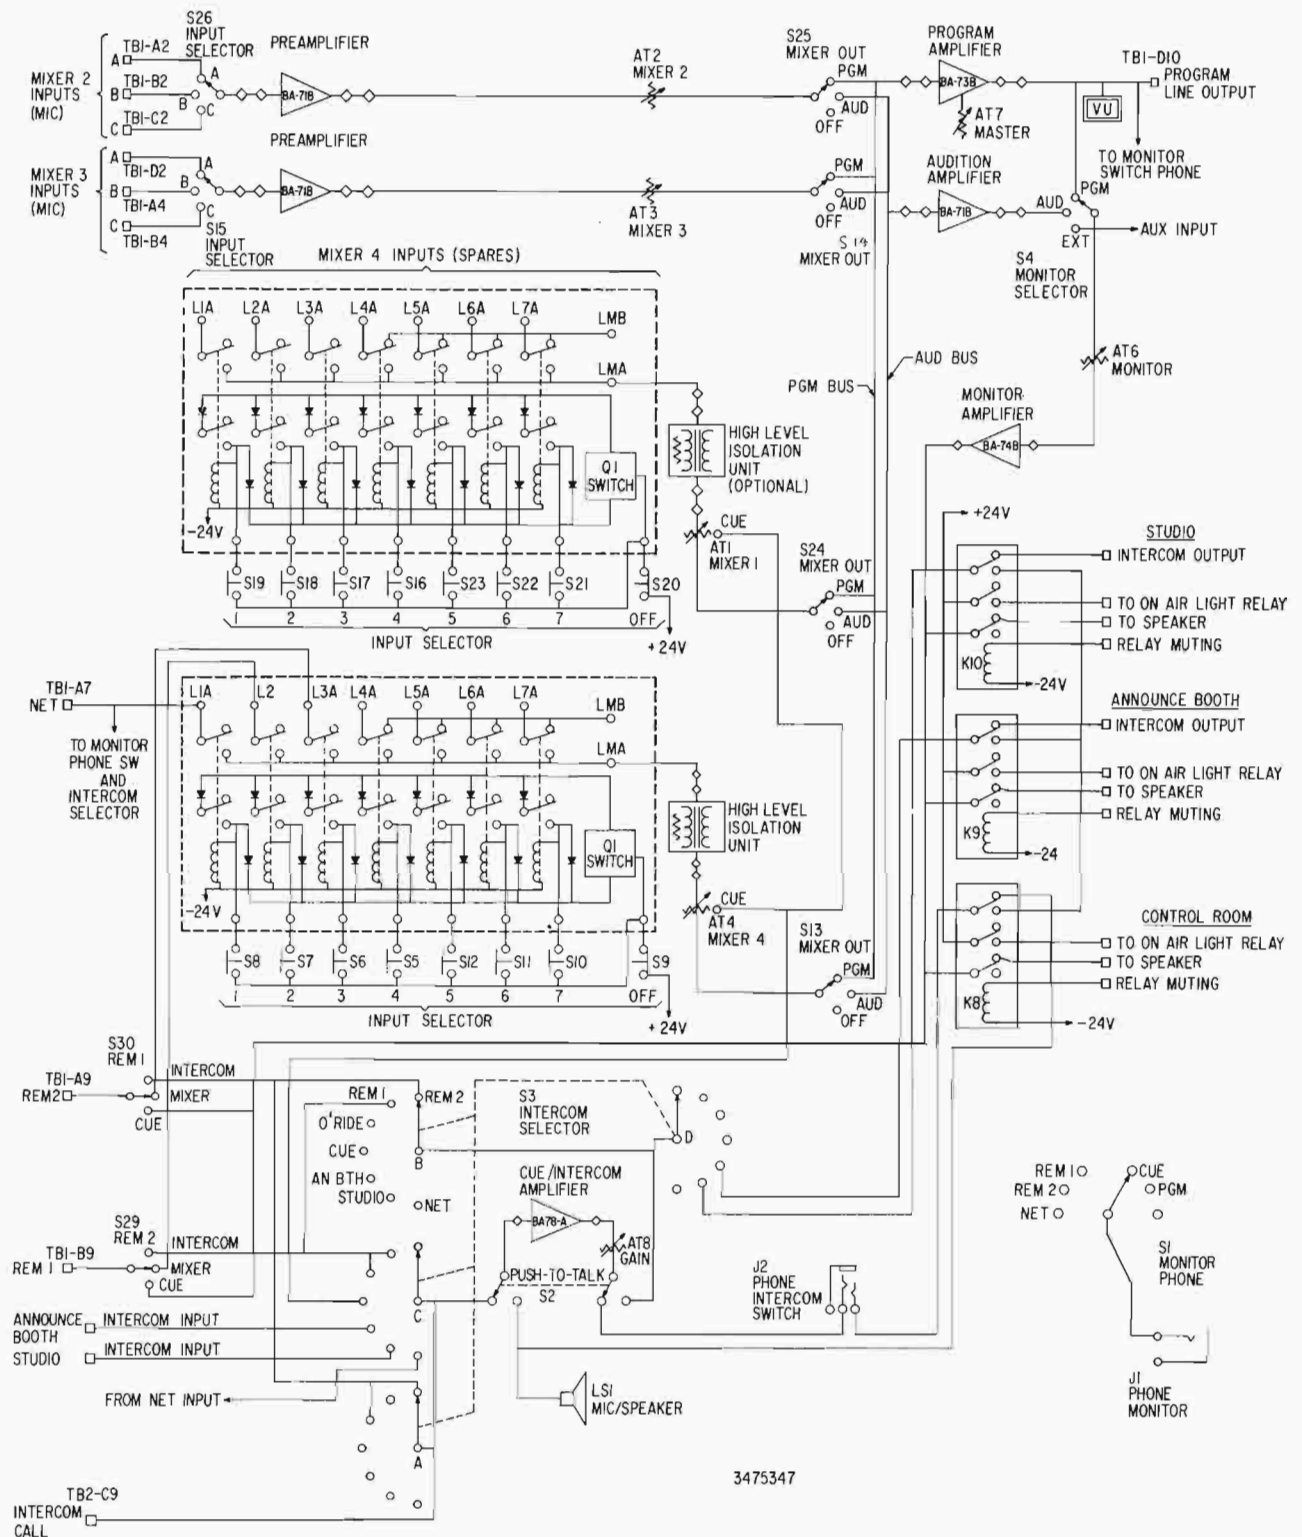 S26
INPUT
SELECTOR
PREAMPLIFIER
TBI-A2
A
A
MIXER 2
INPUTS
(MIC)
TBI-B2
B
B
C
TBI-C2
C
BA-71B
AT2
MIXER 2
S25
MIXER OUT
PGM
AUD
OFF
PROGRAM
AMPLIFIER
BA-73B
AT7
MASTER
VU
TBI-D10
PROGRAM
LINE OUTPUT
TO MONITOR
SWITCH PHONE
PREAMPLIFIER
MIXER 3
INPUTS
(MIC)
A
A
TBI-D2
B
B
TBI-A4
C
C
TBI-B4
S15
INPUT
SELECTOR
BA-71B
AT3
MIXER 3
PGM
AUD
OFF
S 14
MIXER OUT
AUDITION
AMPLIFIER
BA-71B
AUD
PGM
EXT
AUX INPUT
S4
MONITOR
SELECTOR
MIXER 4 INPUTS (SPARES)
L1A L2A L3A L4A L5A L6A L7A
LMB
LMA
Q1
SWITCH
-24V
S19 S18 S17 S16 S23 S22 S21 S20
1 2 3 4 5 6 7 OFF
INPUT SELECTOR
+24V
HIGH LEVEL
ISOLATION
UNIT
(OPTIONAL)
CUE
AT1
MIXER 1
S24
MIXER OUT
PGM
AUD
OFF
AUD BUS
PGM BUS
AT6
MONITOR
MONITOR
AMPLIFIER
BA-74B
+24V
STUDIO
INTERCOM OUTPUT
TO ON AIR LIGHT RELAY
TO SPEAKER
RELAY MUTING
K10
-24V
ANNOUNCE BOOTH
INTERCOM OUTPUT
TO ON AIR LIGHT RELAY
TO SPEAKER
RELAY MUTING
K9
-24
CONTROL ROOM
TO ON AIR LIGHT RELAY
TO SPEAKER
RELAY MUTING
K8
-24V
TBI-A7
NET
TO MONITOR
PHONE SW
AND
INTERCOM
SELECTOR
L1A L2 L3A L4A L5A L6A L7A
LMB
LMA
Q1
SWITCH
-24V
S8 S7 S6 S5 S12 S11 S10 S9
1 2 3 4 5 6 7 OFF
INPUT SELECTOR
+24V
HIGH LEVEL
ISOLATION
UNIT
CUE
AT4
MIXER 4
S13
MIXER OUT
PGM
AUD
OFF
S30
REM 1
TBI-A9
REM2
INTERCOM
MIXER
CUE
REM 1
O'RIDE
CUE
AN BTH
STUDIO
REM 2
B
NET
S3
INTERCOM
SELECTOR
D
CUE/INTERCOM
AMPLIFIER
BA78-A
AT8
GAIN
PUSH-TO-TALK
S2
S29
REM 2
TBI-B9
REM 1
INTERCOM
MIXER
CUE
C
ANNOUNCE
BOOTH
INTERCOM INPUT
STUDIO
INTERCOM INPUT
FROM NET INPUT
A
LS1
MIC/SPEAKER
J2
PHONE
INTERCOM
SWITCH
REM 1
REM 2
NET
CUE
PGM
S1
MONITOR
PHONE
J1
PHONE
MONITOR
TB2-C9
INTERCOM
CALL
3475347